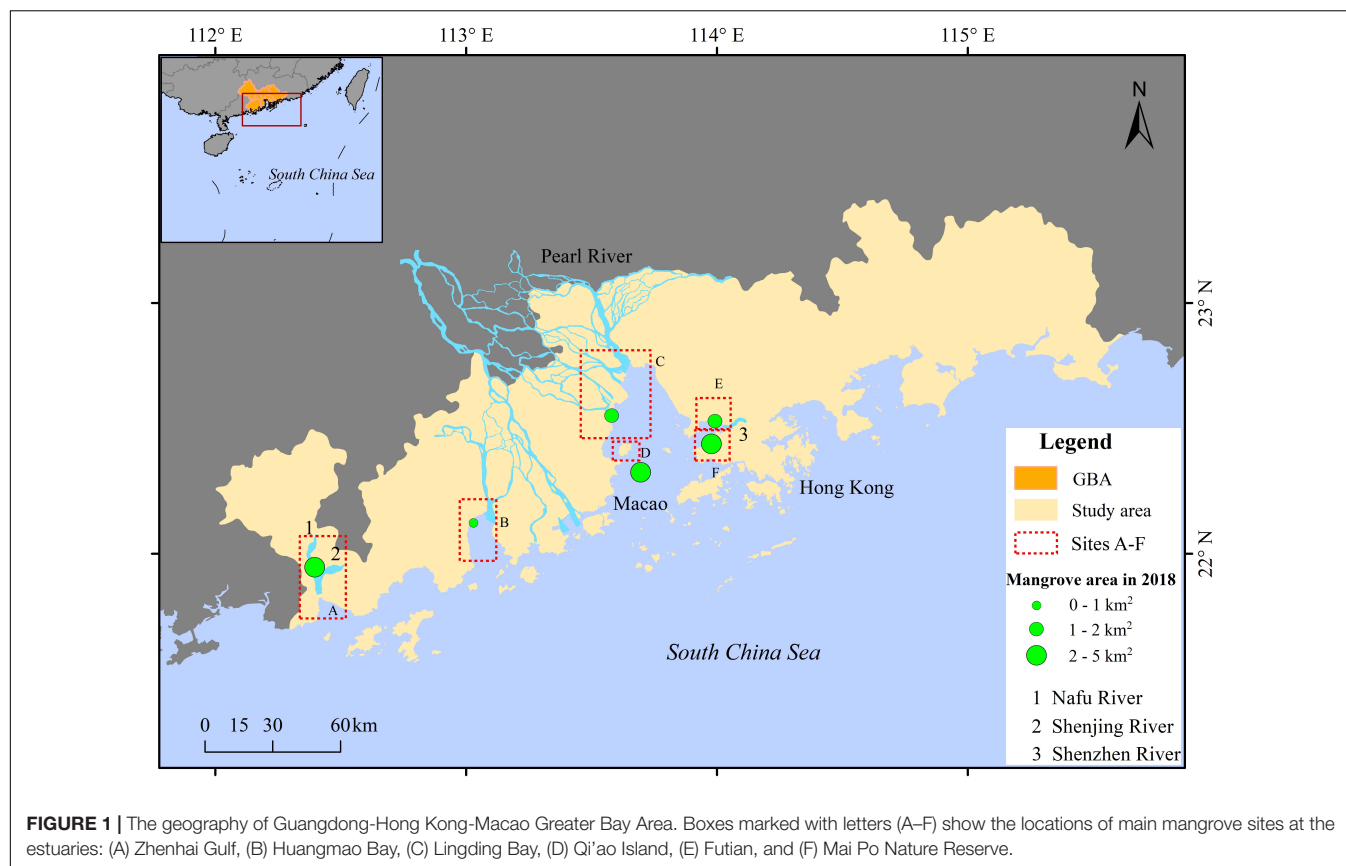 112° E 113° E 114° E 115° E
South China Sea
N
Pearl River
23° N
C
E
3
D
F
Macao
Hong Kong
B
1
2
A
22° N
South China Sea
0 15 30 60 km
Legend
GBA
Study area
Sites A-F
Mangrove area in 2018
0 - 1 km²
1 - 2 km²
2 - 5 km²
1 Nafu River
2 Shenjing River
3 Shenzhen River
FIGURE 1 | The geography of Guangdong-Hong Kong-Macao Greater Bay Area. Boxes marked with letters (A–F) show the locations of main mangrove sites at the
estuaries: (A) Zhenhai Gulf, (B) Huangmao Bay, (C) Lingding Bay, (D) Qi’ao Island, (E) Futian, and (F) Mai Po Nature Reserve.